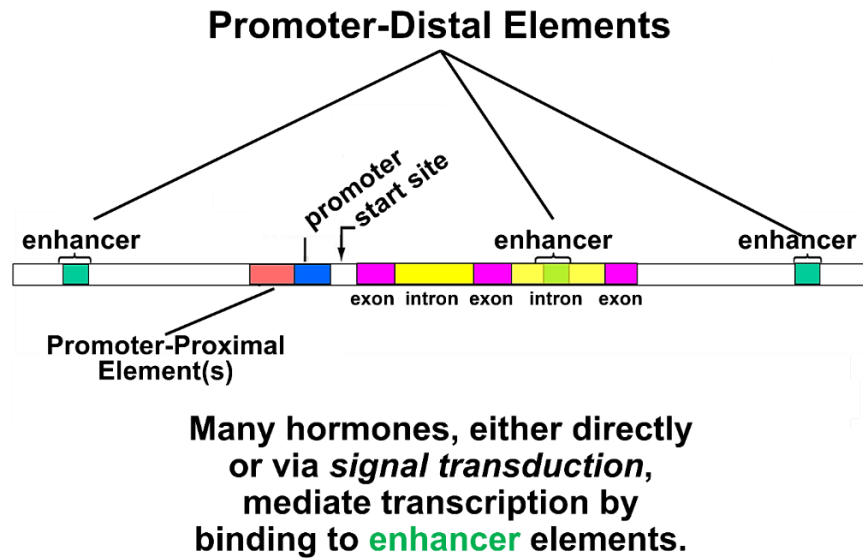 Promoter-Distal Elements
promoter
start site
enhancer
enhancer
enhancer
exon
intron
exon
intron
exon
Promoter-Proximal
Element(s)
Many hormones, either directly
or via signal transduction,
mediate transcription by
binding to enhancer elements.